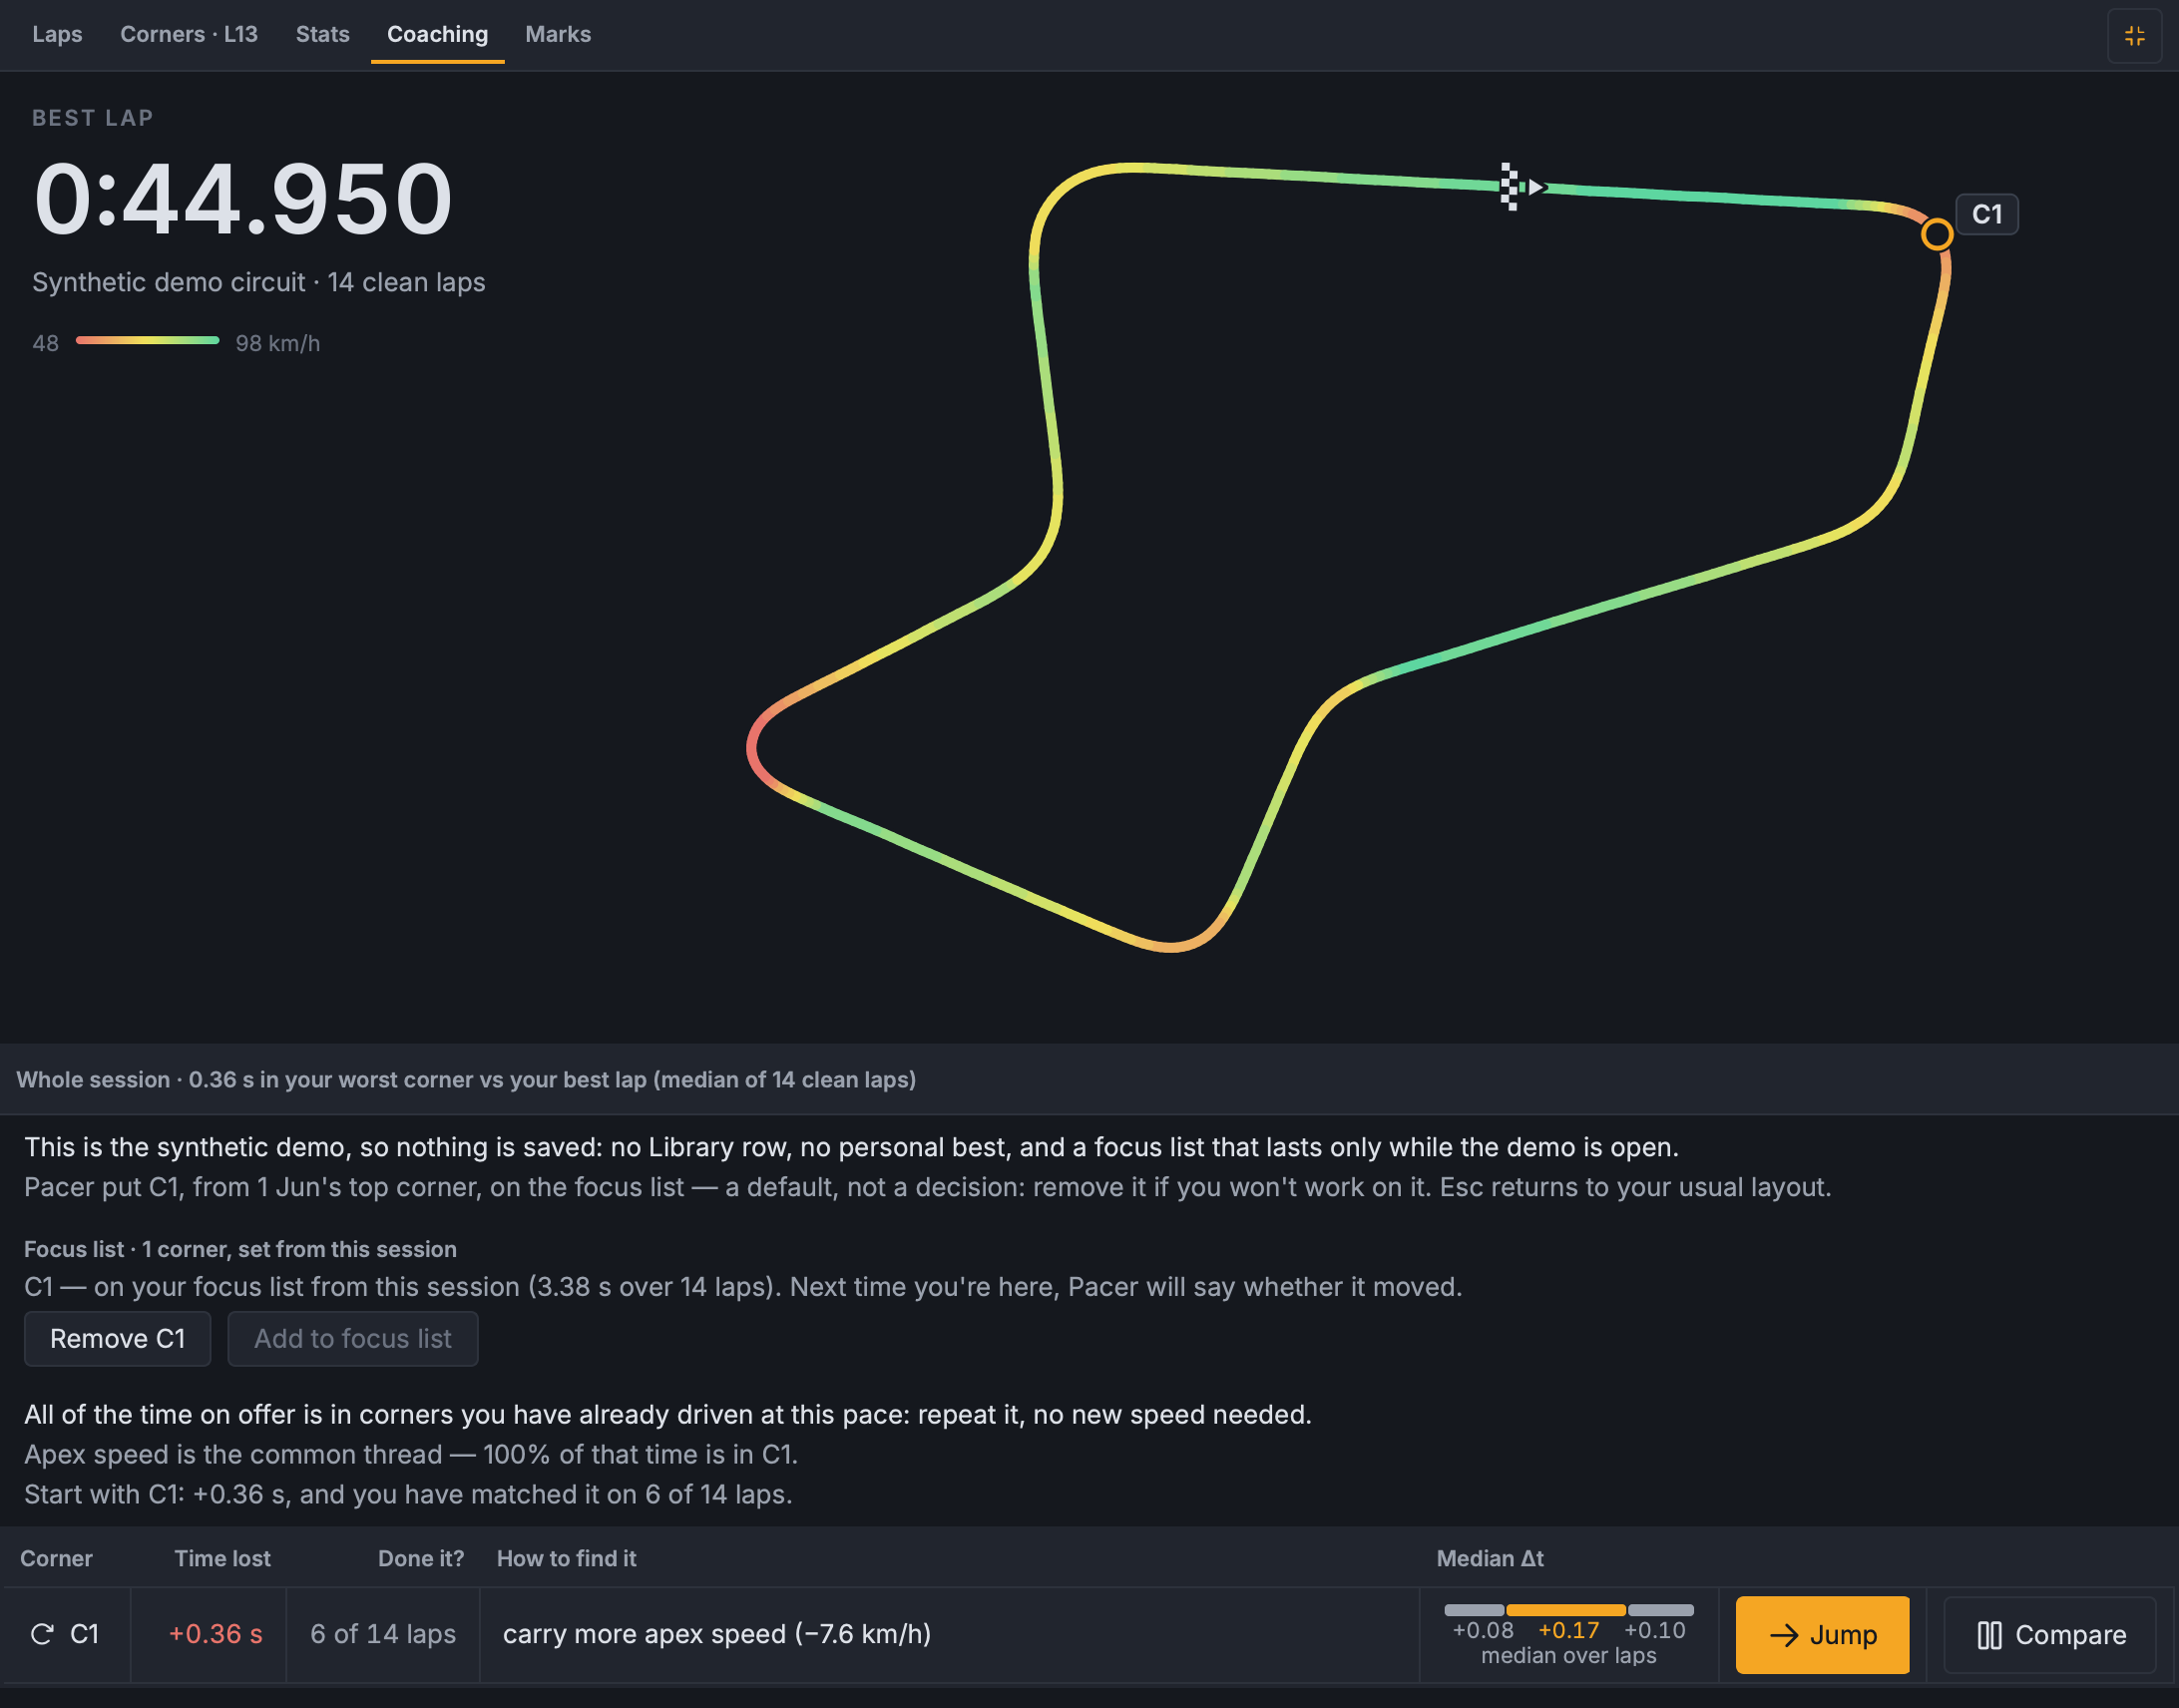 Laps Corners · L13 Stats Coaching Marks
BEST LAP
0:44.950
Synthetic demo circuit · 14 clean laps
48 98 km/h
C1
Whole session · 0.36 s in your worst corner vs your best lap (median of 14 clean laps)
This is the synthetic demo, so nothing is saved: no Library row, no personal best, and a focus list that lasts only while the demo is open.
Pacer put C1, from 1 Jun's top corner, on the focus list — a default, not a decision: remove it if you won't work on it. Esc returns to your usual layout.
Focus list · 1 corner, set from this session
C1 — on your focus list from this session (3.38 s over 14 laps). Next time you're here, Pacer will say whether it moved.
Remove C1 Add to focus list
All of the time on offer is in corners you have already driven at this pace: repeat it, no new speed needed.
Apex speed is the common thread — 100% of that time is in C1.
Start with C1: +0.36 s, and you have matched it on 6 of 14 laps.
Corner Time lost Done it? How to find it Median Δt
C1 +0.36 s 6 of 14 laps carry more apex speed (−7.6 km/h) +0.08 +0.17 +0.10 Jump Compare
median over laps